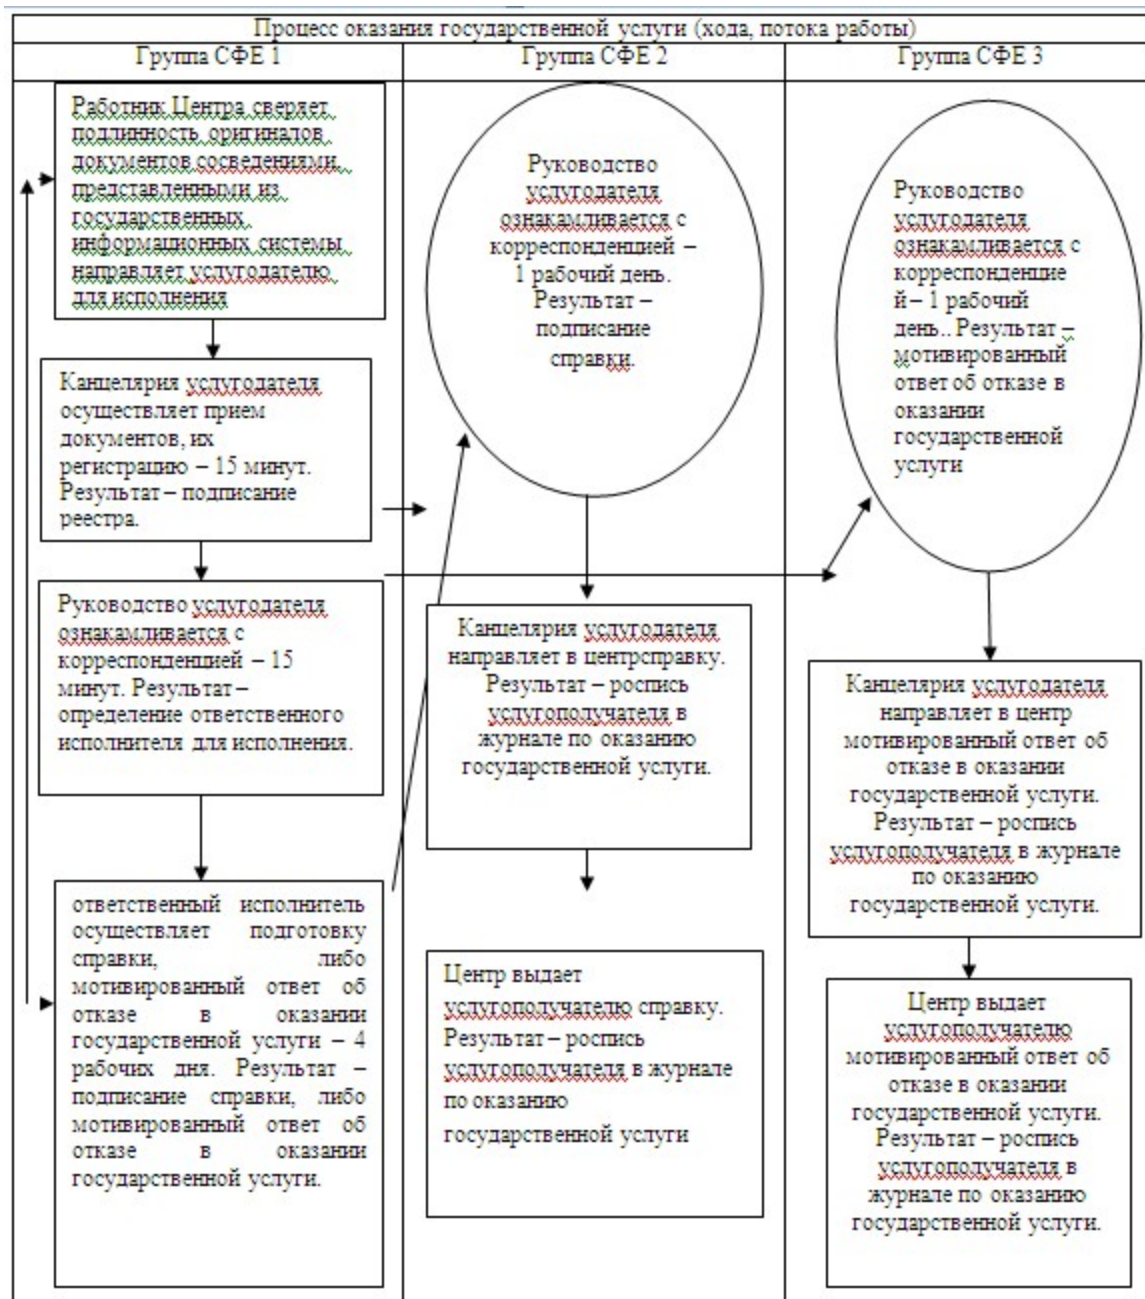 Процесс оказания государственной услуги (хода, потока работы)
Группа СФЕ 1
Группа СФЕ 2
Группа СФЕ 3
Работник Центра сверяет
подлинность оригиналов
документов сосведениями,
представленными из
государственных
информационных системы
направляет услугодателю
для исполнения
Канцелярия услугодателя
осуществляет прием
документов, их
регистрацию – 15 минут.
Результат – подписание
реестра.
Руководство услугодателя
ознакамливается с
корреспонденцией – 15
минут. Результат –
определение ответственного
исполнителя для исполнения.
ответственный исполнитель
осуществляет подготовку
справки, либо
мотивированный ответ об
отказе в оказании
государственной услуги – 4
рабочих дня. Результат –
подписание справки, либо
мотивированный ответ об
отказе в оказании
государственной услуги.
Руководство
услугодателя
ознакамливается с
корреспонденцией –
1 рабочий день.
Результат –
подписание
справки.
Канцелярия услугодателя
направляет в центрсправку.
Результат – роспись
услугополучателя в
журнале по оказанию
государственной услуги.
Центр выдает
услугополучателю справку.
Результат – роспись
услугополучателя в журнале
по оказанию
государственной услуги
Руководство
услугодателя
ознакамливается с
корреспонденцие
й – 1 рабочий
день.. Результат –
мотивированный
ответ об отказе в
оказании
государственной
услуги
Канцелярия услугодателя
направляет в центр
мотивированный ответ об
отказе в оказании
государственной услуги.
Результат – роспись
услугополучателя в журнале
по оказанию
государственной услуги.
Центр выдает
услугополучателю
мотивированный ответ об
отказе в оказании
государственной услуги.
Результат – роспись
услугополучателя в
журнале по оказанию
государственной услуги.